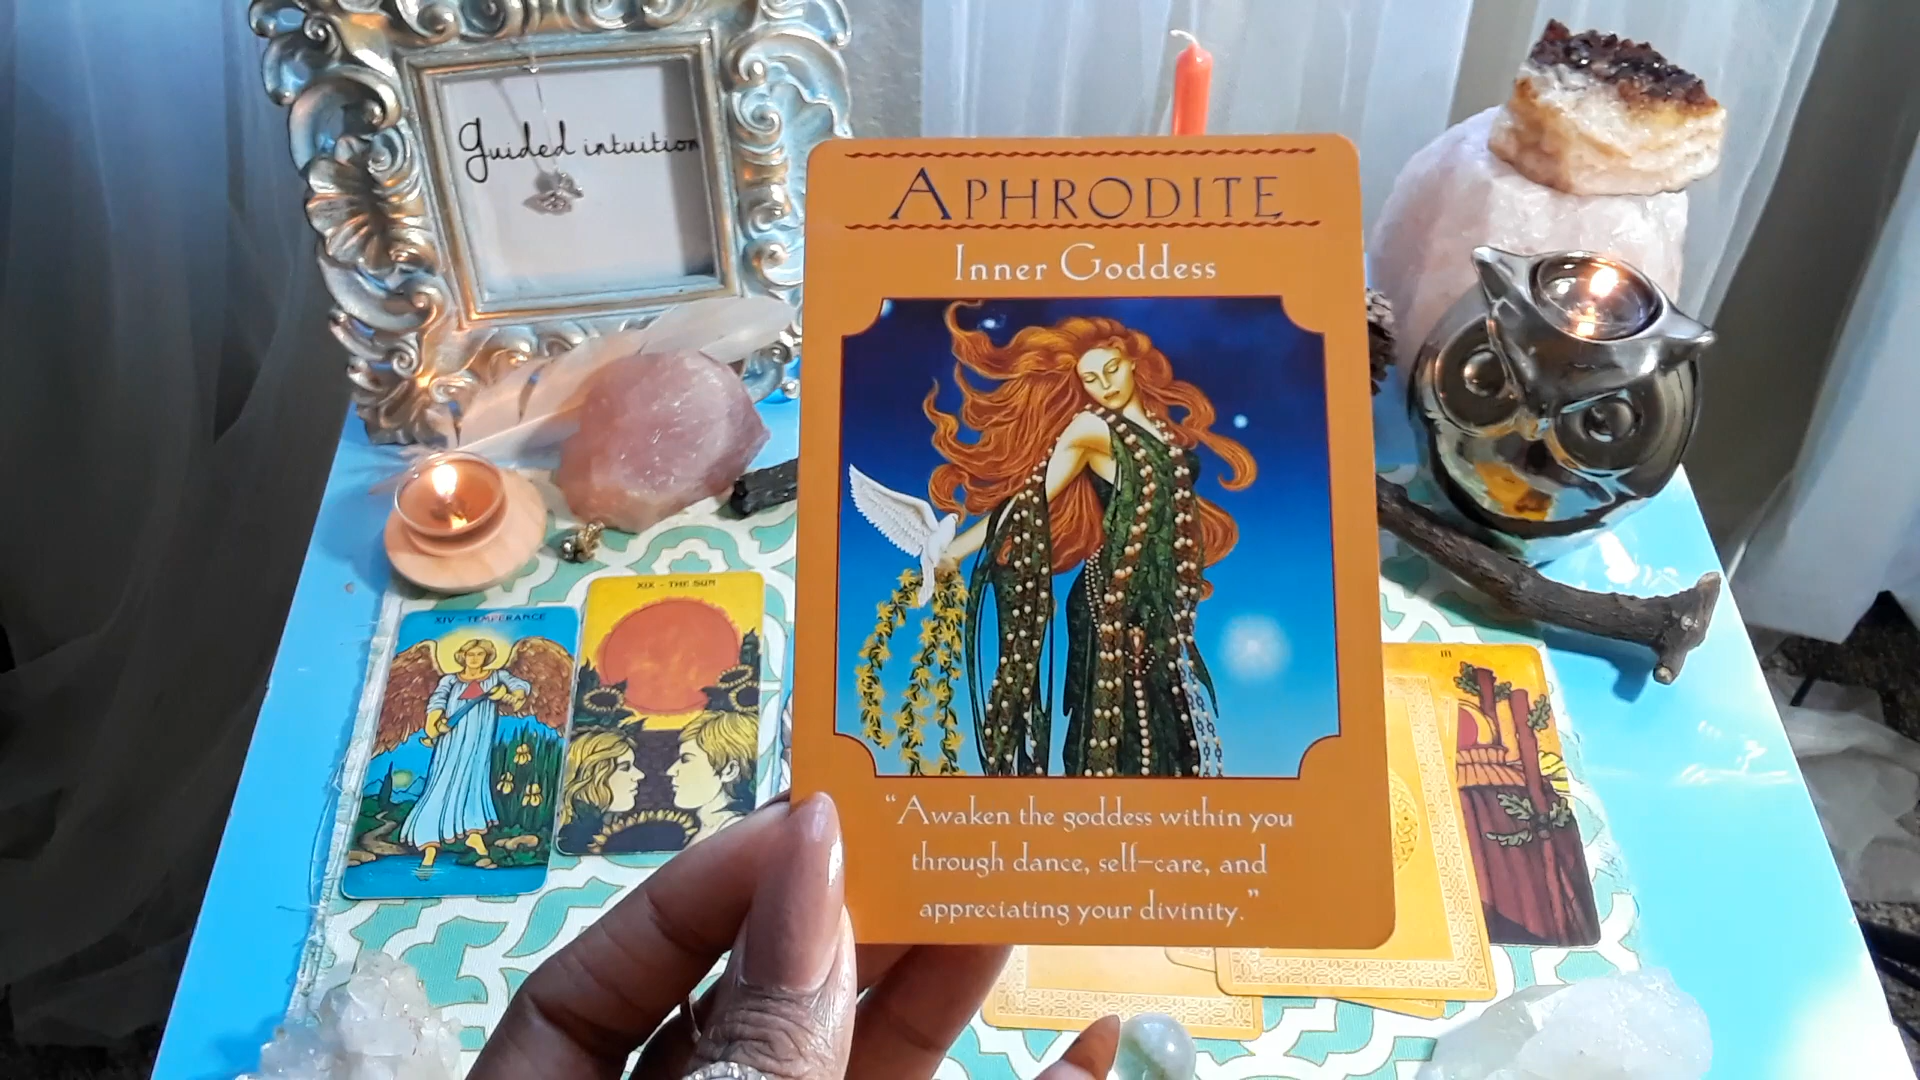 Guided intuition
APHRODITE
Inner Goddess
“Awaken the goddess within you
through dance, self-care, and
appreciating your divinity.”
XIV - TEMPERANCE
XIX - THE SUN
III